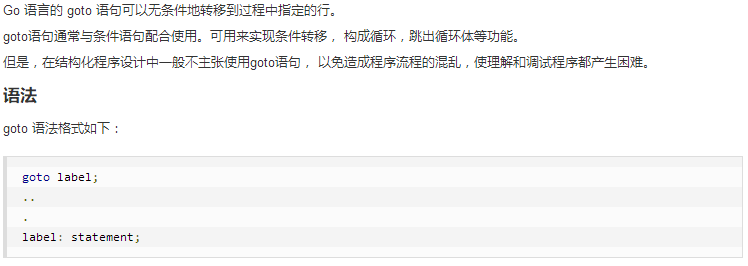 Go 语言的 goto 语句可以无条件地转移到过程中指定的行。
goto语句通常与条件语句配合使用。可用来实现条件转移， 构成循环，跳出循环体等功能。
但是，在结构化程序设计中一般不主张使用goto语句， 以免造成程序流程的混乱，使理解和调试程序都产生困难。
语法
goto 语法格式如下：
goto label;
..
.
label: statement;